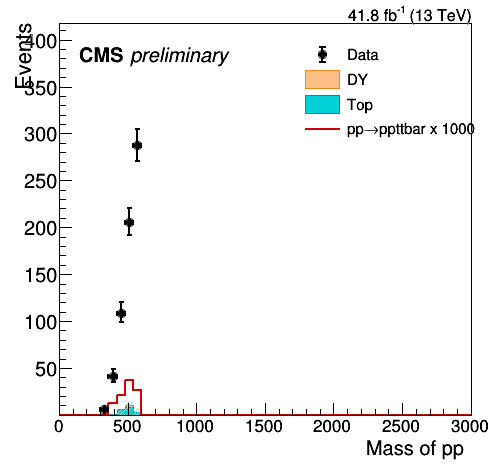 41.8 fb⁻¹ (13 TeV)
Events
CMS preliminary
Data
DY
Top
pp→ppttbar x 1000
400
350
300
250
200
150
100
50
0 500 1000 1500 2000 2500 3000
Mass of pp